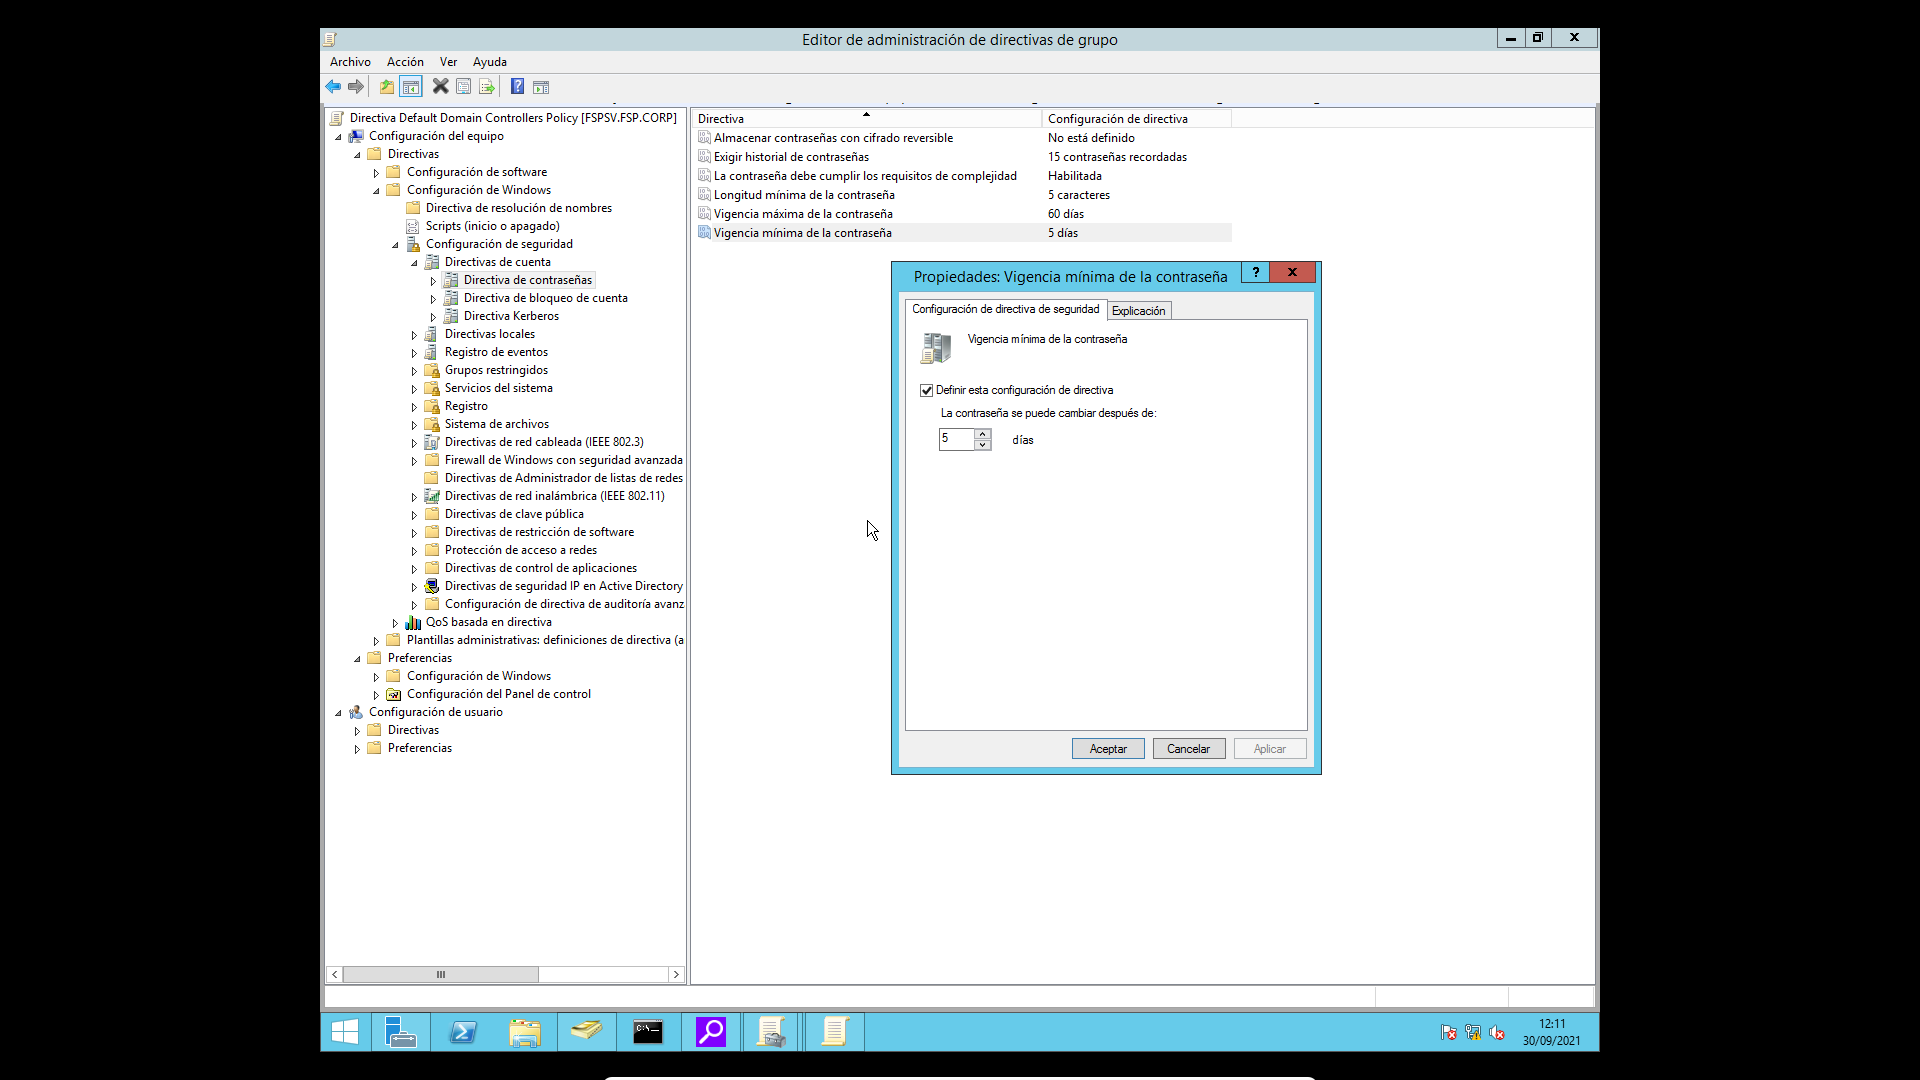 Editor de administración de directivas de grupo
Archivo Acción Ver Ayuda
Directiva Default Domain Controllers Policy [FSPSV.FSP.CORP]
Configuración del equipo
Directivas
Configuración de software
Configuración de Windows
Directiva de resolución de nombres
Scripts (inicio o apagado)
Configuración de seguridad
Directivas de cuenta
Directiva de contraseñas
Directiva de bloqueo de cuenta
Directiva Kerberos
Directivas locales
Registro de eventos
Grupos restringidos
Servicios del sistema
Registro
Sistema de archivos
Directivas de red cableada (IEEE 802.3)
Firewall de Windows con seguridad avanzada
Directivas de Administrador de listas de redes
Directivas de red inalámbrica (IEEE 802.11)
Directivas de clave pública
Directivas de restricción de software
Protección de acceso a redes
Directivas de control de aplicaciones
Directivas de seguridad IP en Active Directory
Configuración de directiva de auditoría avanz
QoS basada en directiva
Plantillas administrativas: definiciones de directiva (a
Preferencias
Configuración de Windows
Configuración del Panel de control
Configuración de usuario
Directivas
Preferencias
Directiva Configuración de directiva
Almacenar contraseñas con cifrado reversible No está definido
Exigir historial de contraseñas 15 contraseñas recordadas
La contraseña debe cumplir los requisitos de complejidad Habilitada
Longitud mínima de la contraseña 5 caracteres
Vigencia máxima de la contraseña 60 días
Vigencia mínima de la contraseña 5 días
Propiedades: Vigencia mínima de la contraseña
Configuración de directiva de seguridad Explicación
Vigencia mínima de la contraseña
Definir esta configuración de directiva
La contraseña se puede cambiar después de:
5 días
Aceptar Cancelar Aplicar
12:11
30/09/2021